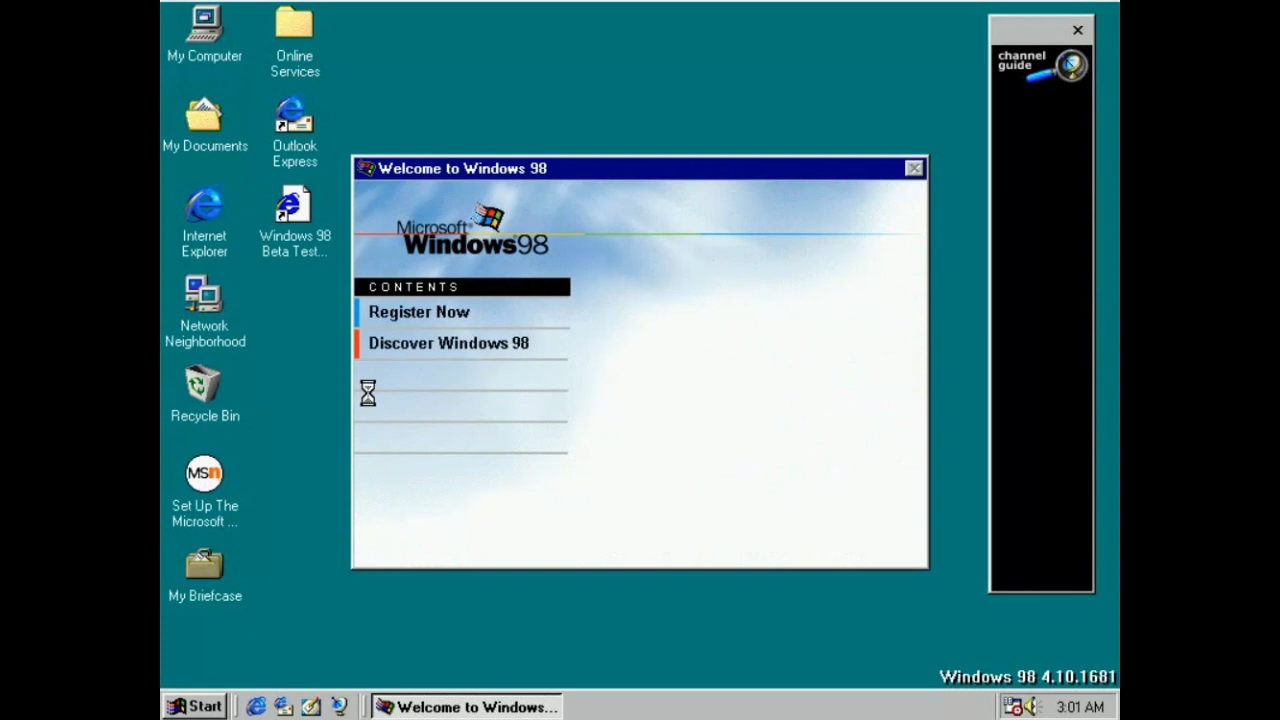 My Computer
Online
Services
My Documents
Outlook
Express
Internet
Explorer
Windows 98
Beta Test...
Network
Neighborhood
Recycle Bin
MSn
Set Up The
Microsoft ...
My Briefcase
Welcome to Windows 98
Microsoft
Windows98
CONTENTS
Register Now
Discover Windows 98
channel
guide
Windows 98 4.10.1681
Start
Welcome to Windows...
3:01 AM